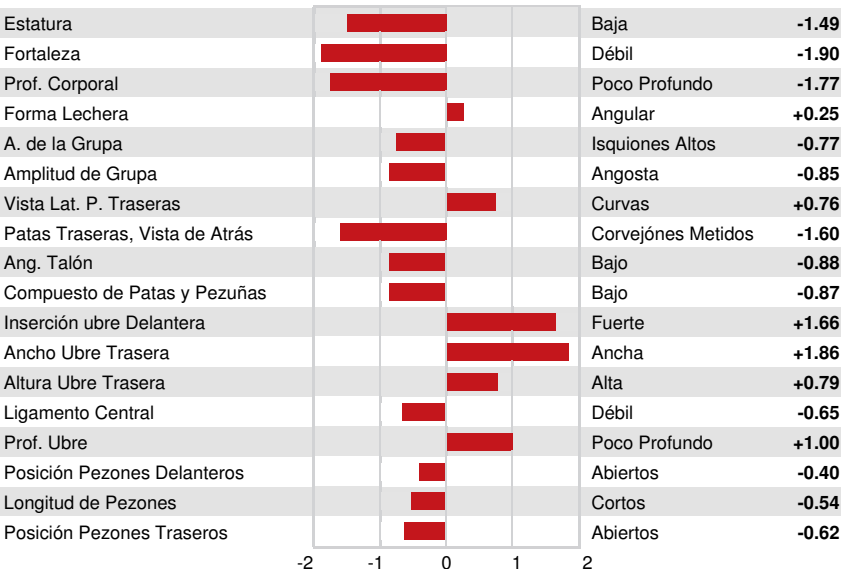 Estatura Baja -1.49
Fortaleza Débil -1.90
Prof. Corporal Poco Profundo -1.77
Forma Lechera Angular +0.25
A. de la Grupa Isquiones Altos -0.77
Amplitud de Grupa Angosta -0.85
Vista Lat. P. Traseras Curvas +0.76
Patas Traseras, Vista de Atrás Corvejónes Metidos -1.60
Ang. Talón Bajo -0.88
Compuesto de Patas y Pezuñas Bajo -0.87
Inserción ubre Delantera Fuerte +1.66
Ancho Ubre Trasera Ancha +1.86
Altura Ubre Trasera Alta +0.79
Ligamento Central Débil -0.65
Prof. Ubre Poco Profundo +1.00
Posición Pezones Delanteros Abiertos -0.40
Longitud de Pezones Cortos -0.54
Posición Pezones Traseros Abiertos -0.62
-2 -1 0 1 2